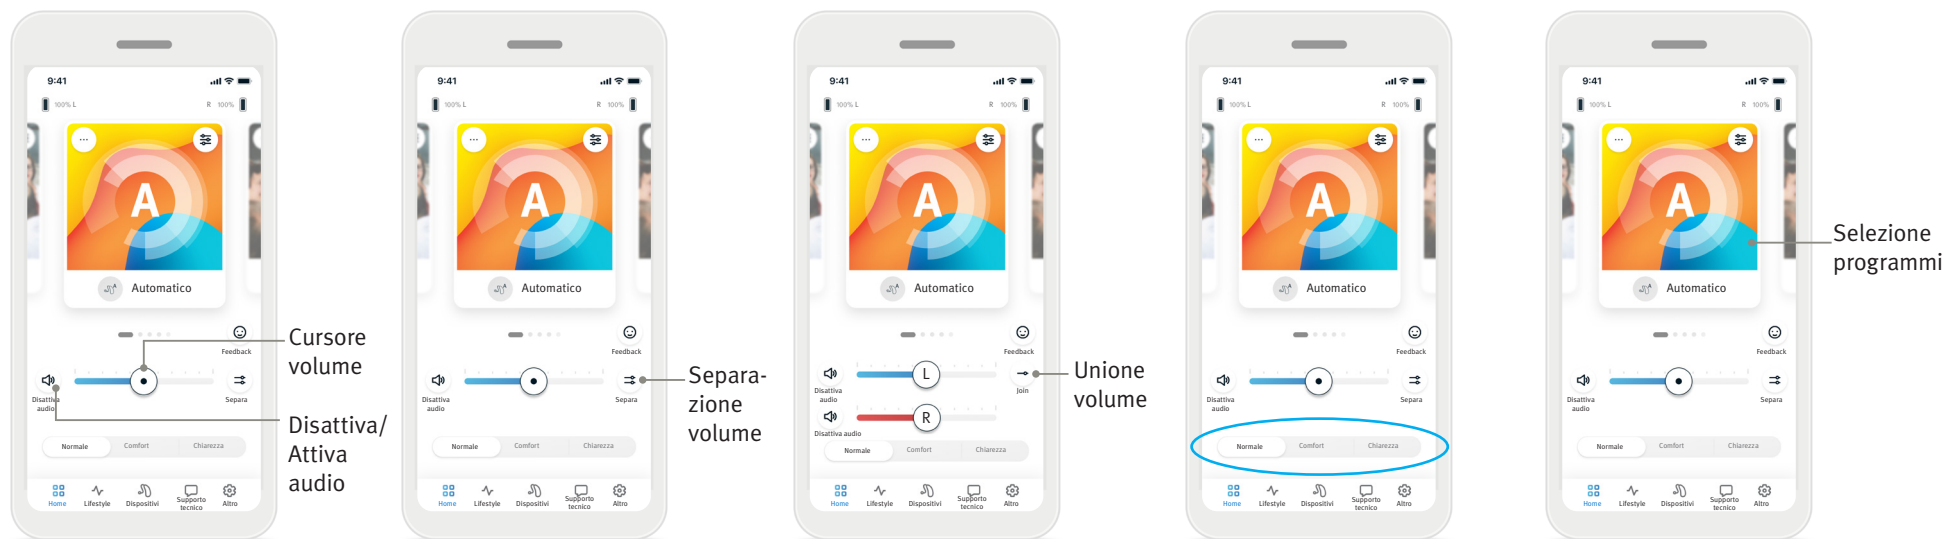 9:41
100% L
R 100%
...
A
Automatico
Feedback
Disattiva
audio
Separa
Normale
Comfort
Chiarezza
Home
Lifestyle
Dispositivi
Supporto
tecnico
Altro
Cursore
volume
Disattiva/
Attiva
audio
9:41
100% L
R 100%
...
A
Automatico
Feedback
Disattiva
audio
Separa
Normale
Comfort
Chiarezza
Home
Lifestyle
Dispositivi
Supporto
tecnico
Altro
Separa-
zione
volume
9:41
100% L
R 100%
...
A
Automatico
Feedback
L
Disattiva
audio
Join
R
Disattiva audio
Normale
Comfort
Chiarezza
Home
Lifestyle
Dispositivi
Supporto
tecnico
Altro
Unione
volume
9:41
100% L
R 100%
...
A
Automatico
Feedback
Disattiva
audio
Separa
Normale
Comfort
Chiarezza
Home
Lifestyle
Dispositivi
Supporto
tecnico
Altro
9:41
100% L
R 100%
...
A
Automatico
Feedback
Disattiva
audio
Separa
Normale
Comfort
Chiarezza
Home
Lifestyle
Dispositivi
Supporto
tecnico
Altro
Selezione
programmi